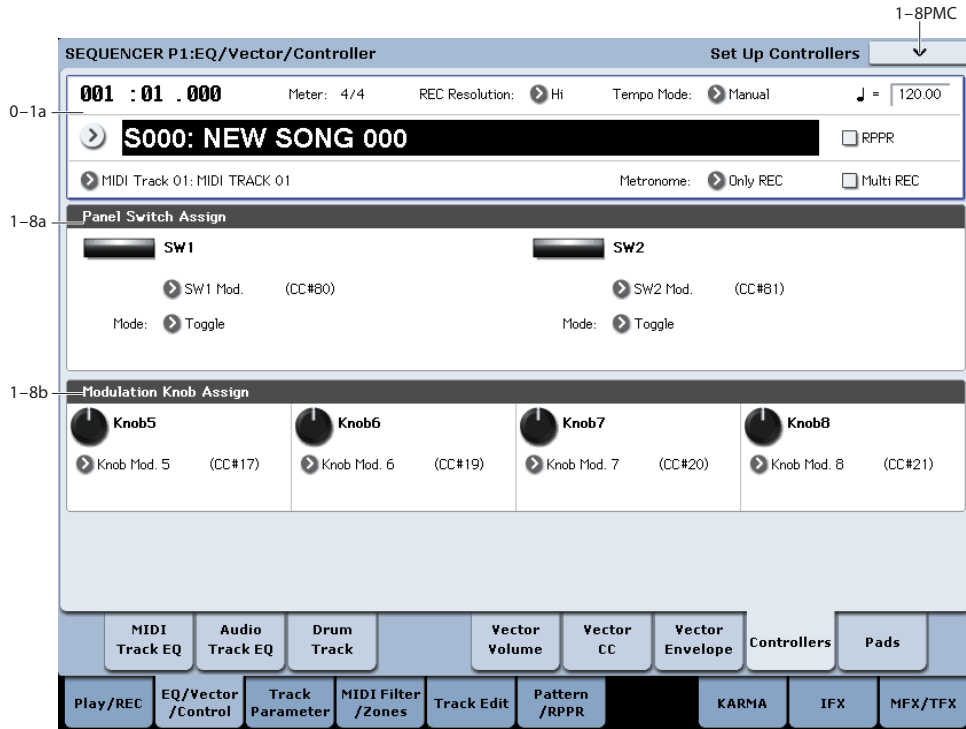 1–8PMC
SEQUENCER P1:EQ/Vector/Controller Set Up Controllers
001 :01 .000 Meter: 4/4 REC Resolution: Hi Tempo Mode: Manual ♩ = 120.00
0–1a
S000: NEW SONG 000 RPPR
MIDI Track 01: MIDI TRACK 01 Metronome: Only REC Multi REC
1–8a
Panel Switch Assign
SW1 SW2
SW1 Mod. (CC#80) SW2 Mod. (CC#81)
Mode: Toggle Mode: Toggle
1–8b
Modulation Knob Assign
Knob5 Knob6 Knob7 Knob8
Knob Mod. 5 (CC#17) Knob Mod. 6 (CC#19) Knob Mod. 7 (CC#20) Knob Mod. 8 (CC#21)
MIDI Audio Drum Vector Vector Vector
Controllers Pads
Track EQ Track EQ Track Volume CC Envelope
EQ/Vector Track MIDI Filter Pattern
Play/REC Track Edit KARMA IFX MFX/TFX
/Control Parameter /Zones /RPPR